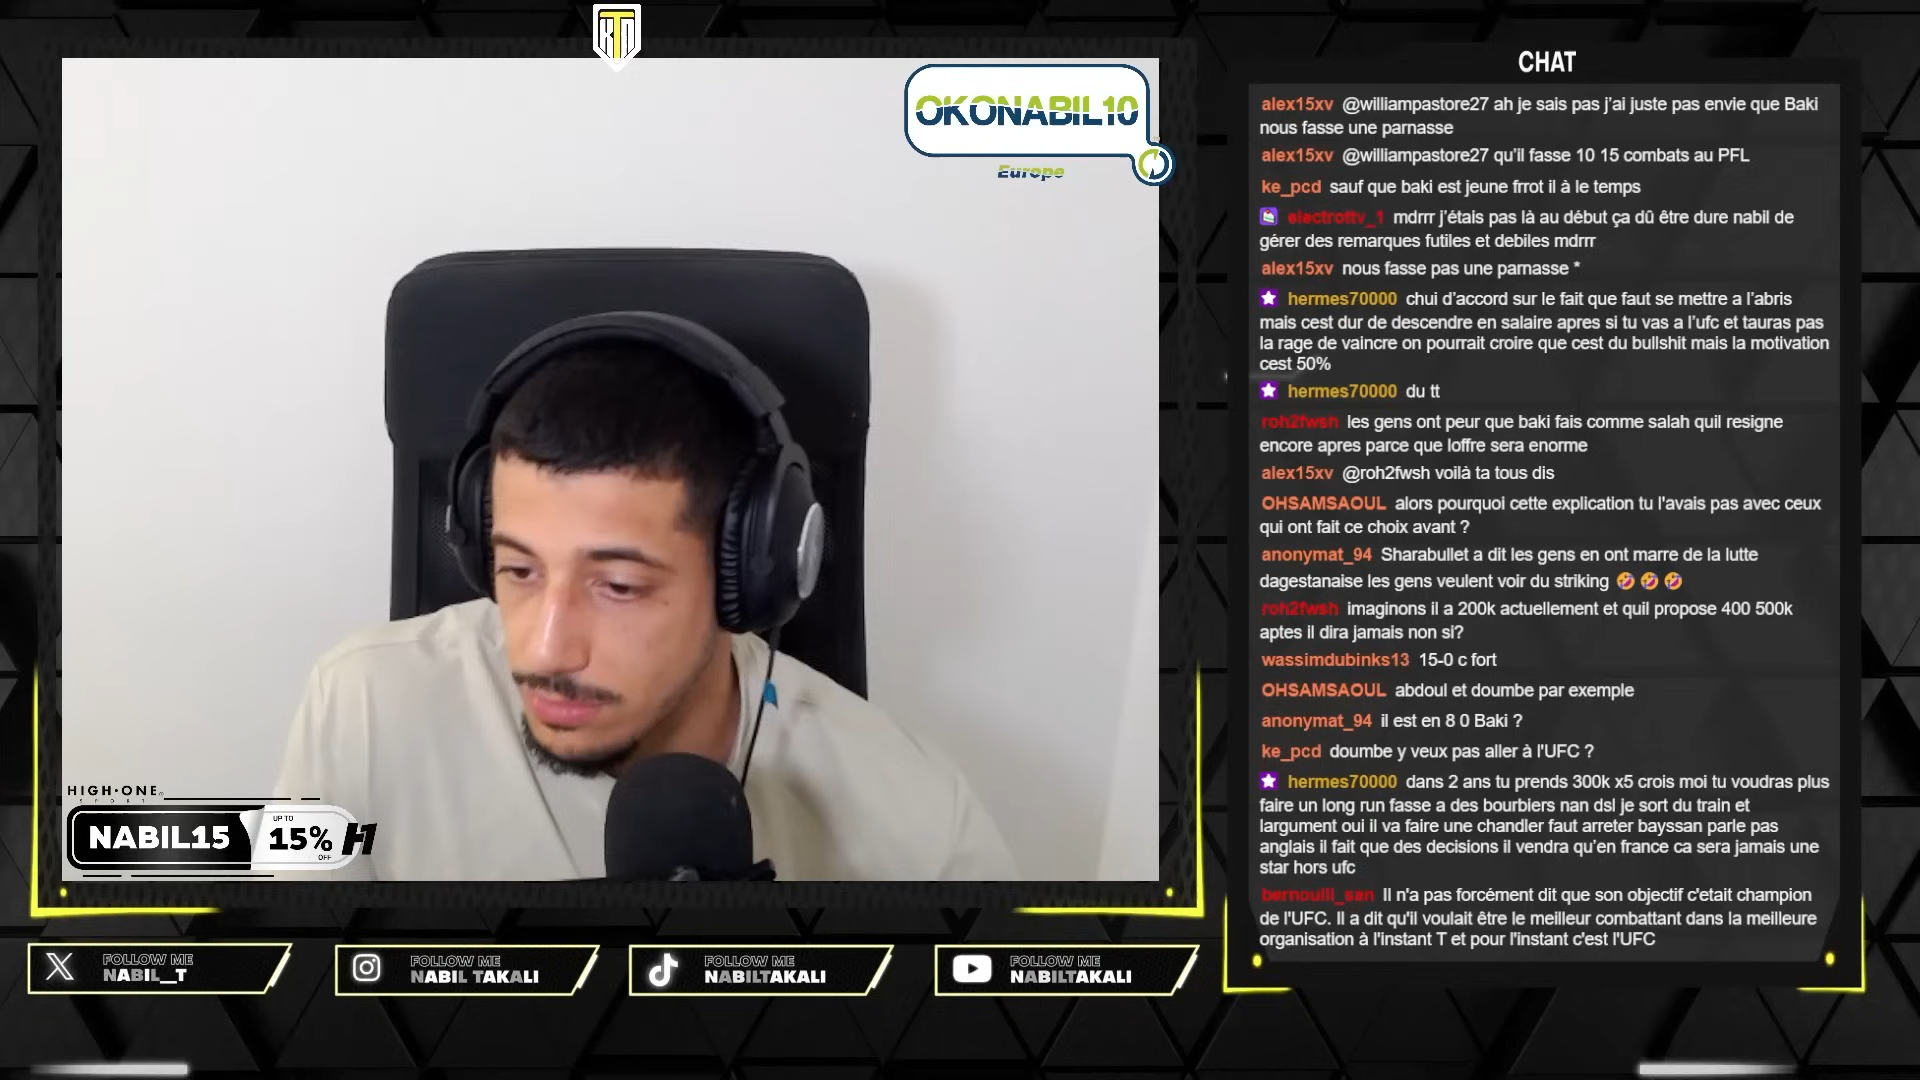 KTN
OKONABIL10
Europe
HIGH·ONE
SPORT
NABIL15
UP TO
15%
OFF
H1
FOLLOW ME
NABIL__T
FOLLOW ME
NABIL TAKALI
FOLLOW ME
NABILTAKALI
FOLLOW ME
NABILTAKALI
CHAT
alex15xv @williampastore27 ah je sais pas j’ai juste pas envie que Baki
nous fasse une parnasse
alex15xv @williampastore27 qu’il fasse 10 15 combats au PFL
ke_pcd sauf que baki est jeune frrot il à le temps
electrottv_1 mdrrr j’étais pas là au début ça dû être dure nabil de
gérer des remarques futiles et debiles mdrrr
alex15xv nous fasse pas une parnasse *
hermes70000 chui d’accord sur le fait que faut se mettre a l’abris
mais cest dur de descendre en salaire apres si tu vas a l’ufc et tauras pas
la rage de vaincre on pourrait croire que cest du bullshit mais la motivation
cest 50%
hermes70000 du tt
roh2fwsh les gens ont peur que baki fais comme salah quil resigne
encore apres parce que loffre sera enorme
alex15xv @roh2fwsh voilà ta tous dis
OHSAMSAOUL alors pourquoi cette explication tu l'avais pas avec ceux
qui ont fait ce choix avant ?
anonymat_94 Sharabullet a dit les gens en ont marre de la lutte
dagestanaise les gens veulent voir du striking 🤣 🤣 🤣
roh2fwsh imaginons il a 200k actuellement et quil propose 400 500k
aptes il dira jamais non si?
wassimdubinks13 15-0 c fort
OHSAMSAOUL abdoul et doumbe par exemple
anonymat_94 il est en 8 0 Baki ?
ke_pcd doumbe y veux pas aller à l'UFC ?
hermes70000 dans 2 ans tu prends 300k x5 crois moi tu voudras plus
faire un long run fasse a des bourbiers nan dsl je sort du train et
largument oui il va faire une chandler faut arreter bayssan parle pas
anglais il fait que des decisions il vendra qu’en france ca sera jamais une
star hors ufc
bernoulli_san Il n'a pas forcément dit que son objectif c'etait champion
de l'UFC. Il a dit qu'il voulait être le meilleur combattant dans la meilleure
organisation à l'instant T et pour l'instant c'est l'UFC